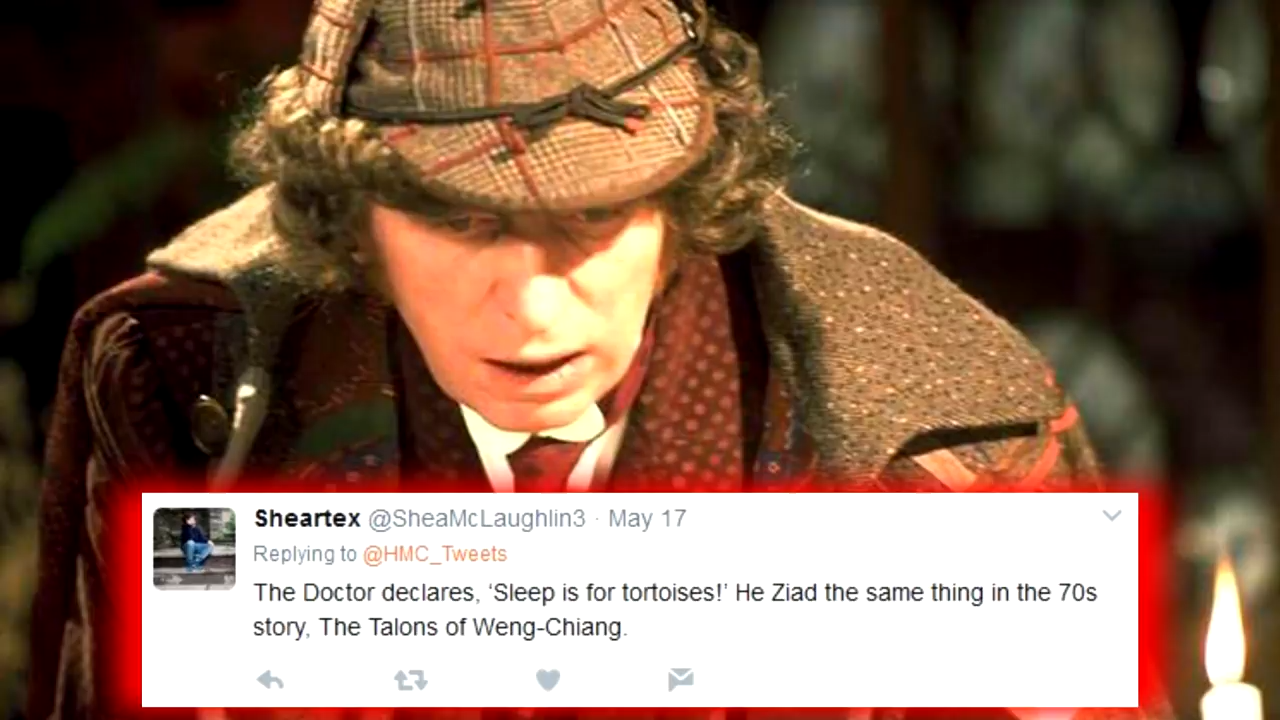 Sheartex @SheaMcLaughlin3 · May 17
Replying to @HMC_Tweets
The Doctor declares, ‘Sleep is for tortoises!’ He Ziad the same thing in the 70s
story, The Talons of Weng-Chiang.